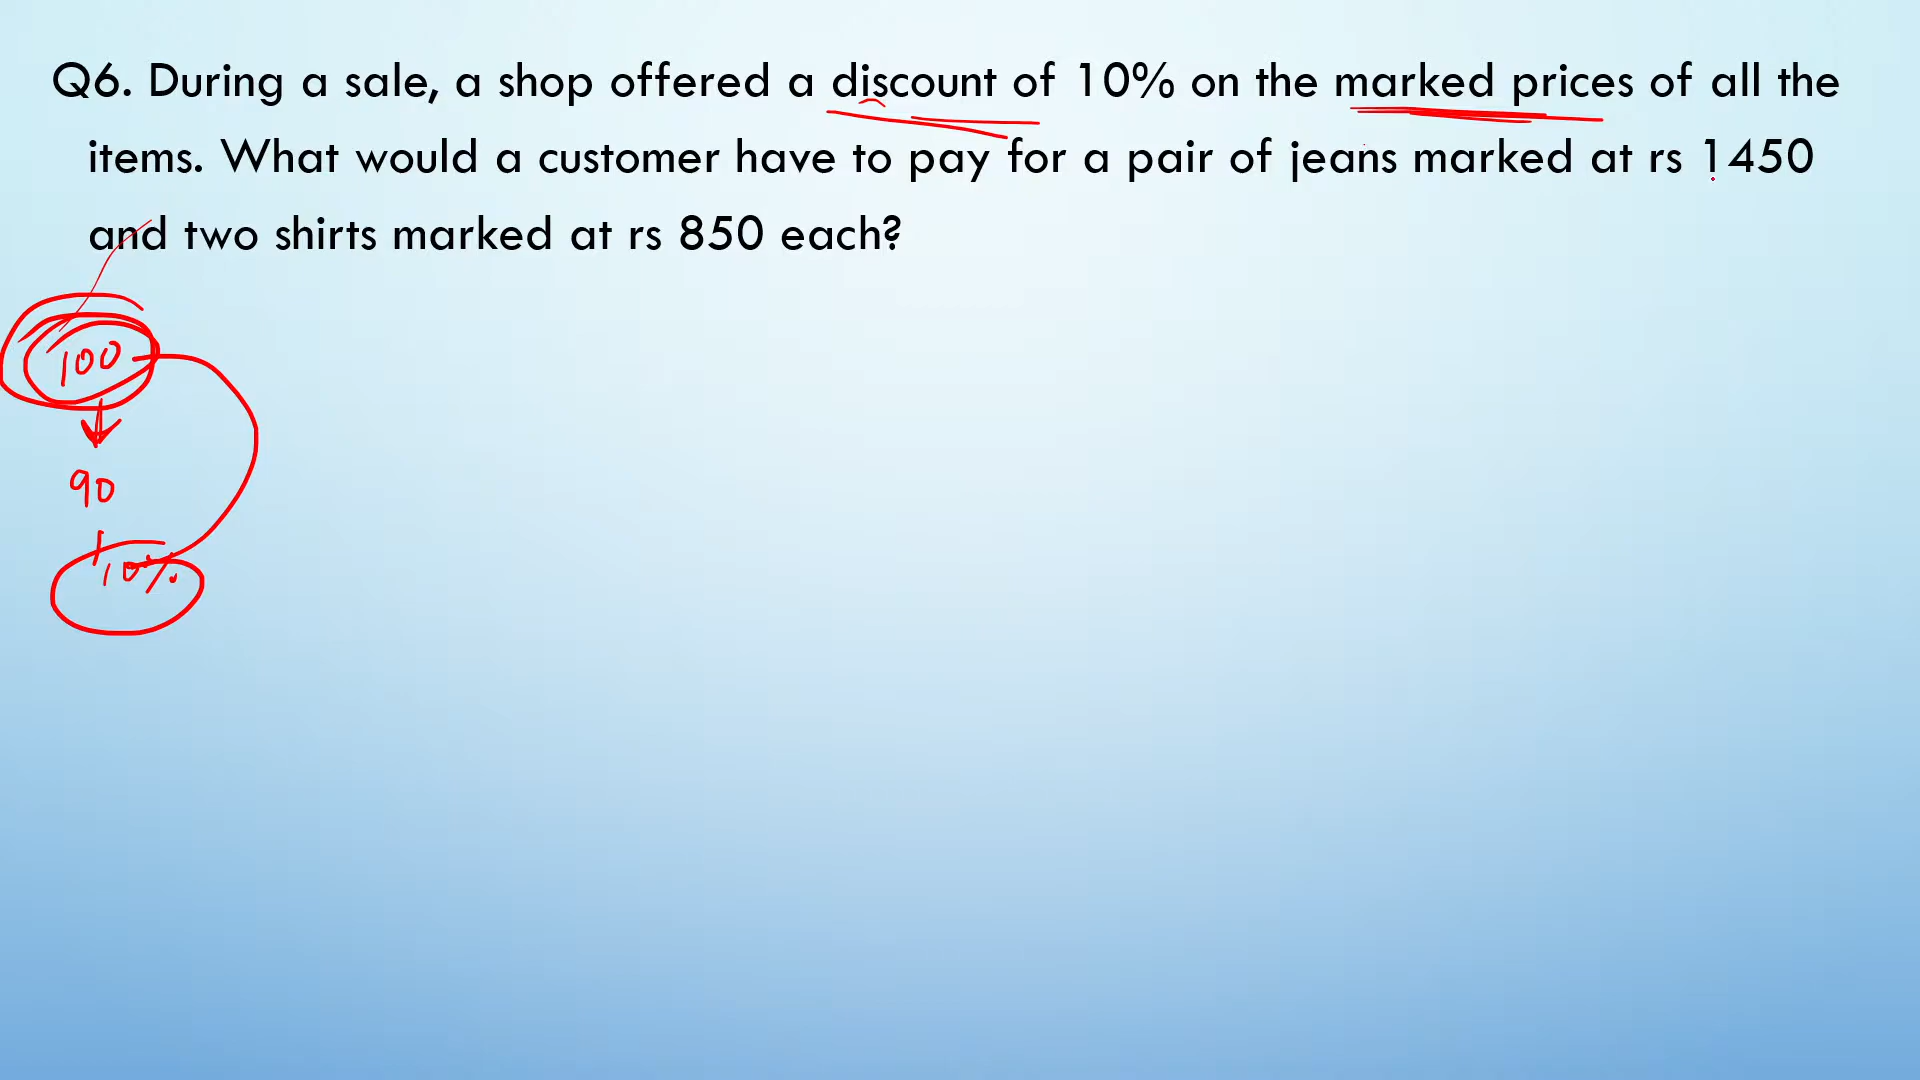 Q6. During a sale, a shop offered a discount of 10% on the marked prices of all the
items. What would a customer have to pay for a pair of jeans marked at rs 1450
and two shirts marked at rs 850 each?
100
90
10%